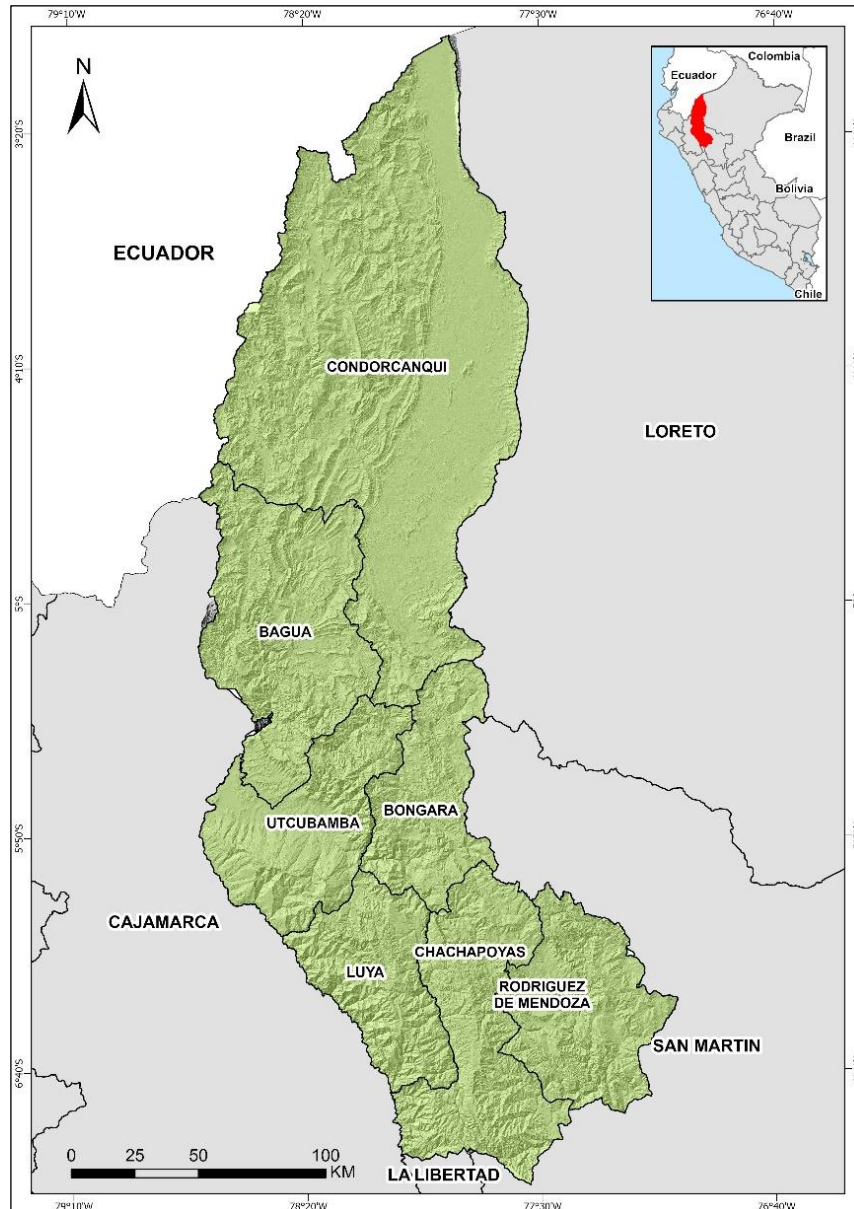 79°10'W
78°20'W
77°30'W
76°40'W
N
Colombia
Ecuador
Brazil
Bolivia
Chile
3°20'S
ECUADOR
4°10'S
CONDORCANQUI
LORETO
5°S
BAGUA
UTCUBAMBA
BONGARA
5°50'S
CAJAMARCA
CHACHAPOYAS
LUYA
RODRIGUEZ
DE MENDOZA
SAN MARTIN
6°40'S
0 25 50 100
KM
LA LIBERTAD
79°10'W
78°20'W
77°30'W
76°40'W